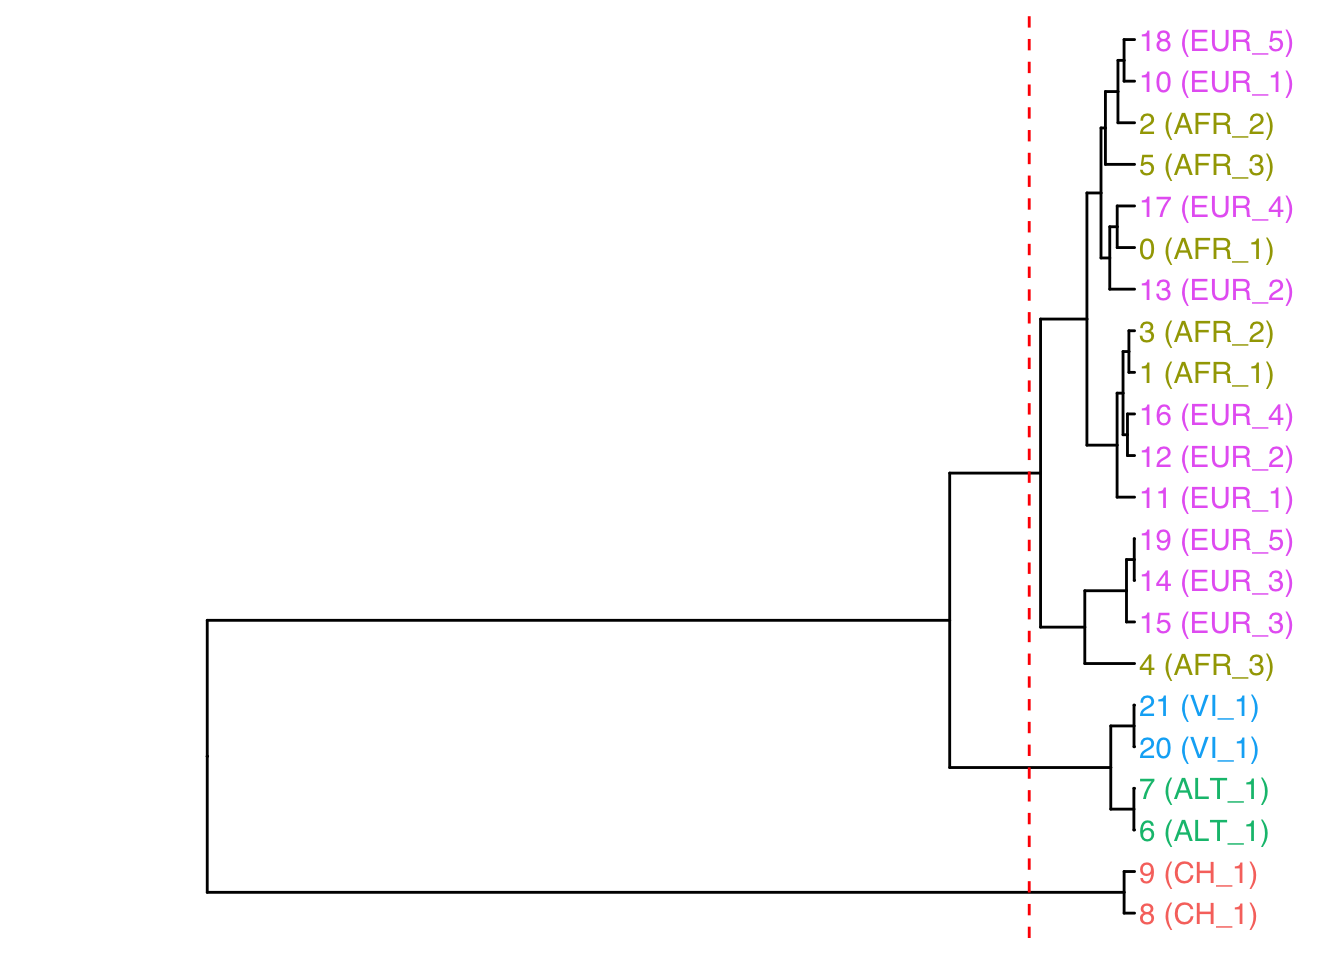 18 (EUR_5)
10 (EUR_1)
2 (AFR_2)
5 (AFR_3)
17 (EUR_4)
0 (AFR_1)
13 (EUR_2)
3 (AFR_2)
1 (AFR_1)
16 (EUR_4)
12 (EUR_2)
11 (EUR_1)
19 (EUR_5)
14 (EUR_3)
15 (EUR_3)
4 (AFR_3)
21 (VI_1)
20 (VI_1)
7 (ALT_1)
6 (ALT_1)
9 (CH_1)
8 (CH_1)